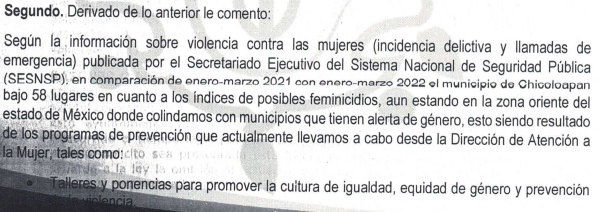 Segundo. Derivado de lo anterior le comento:
Según la información sobre violencia contra las mujeres (incidencia delictiva y llamadas de
emergencia) publicada por el Secretariado Ejecutivo del Sistema Nacional de Seguridad Pública
(SESNSP), en comparación de enero-marzo 2021 con enero-marzo 2022 el municipio de Chicoloapan
bajo 58 lugares en cuanto a los índices de posibles feminicidios, aun estando en la zona oriente del
estado de México donde colindamos con municipios que tienen alerta de género, esto siendo resultado
de los programas de prevención que actualmente llevamos a cabo desde la Dirección de Atención a
la Mujer, tales como:
• Talleres y ponencias para promover la cultura de igualdad, equidad de género y prevención
violencia.